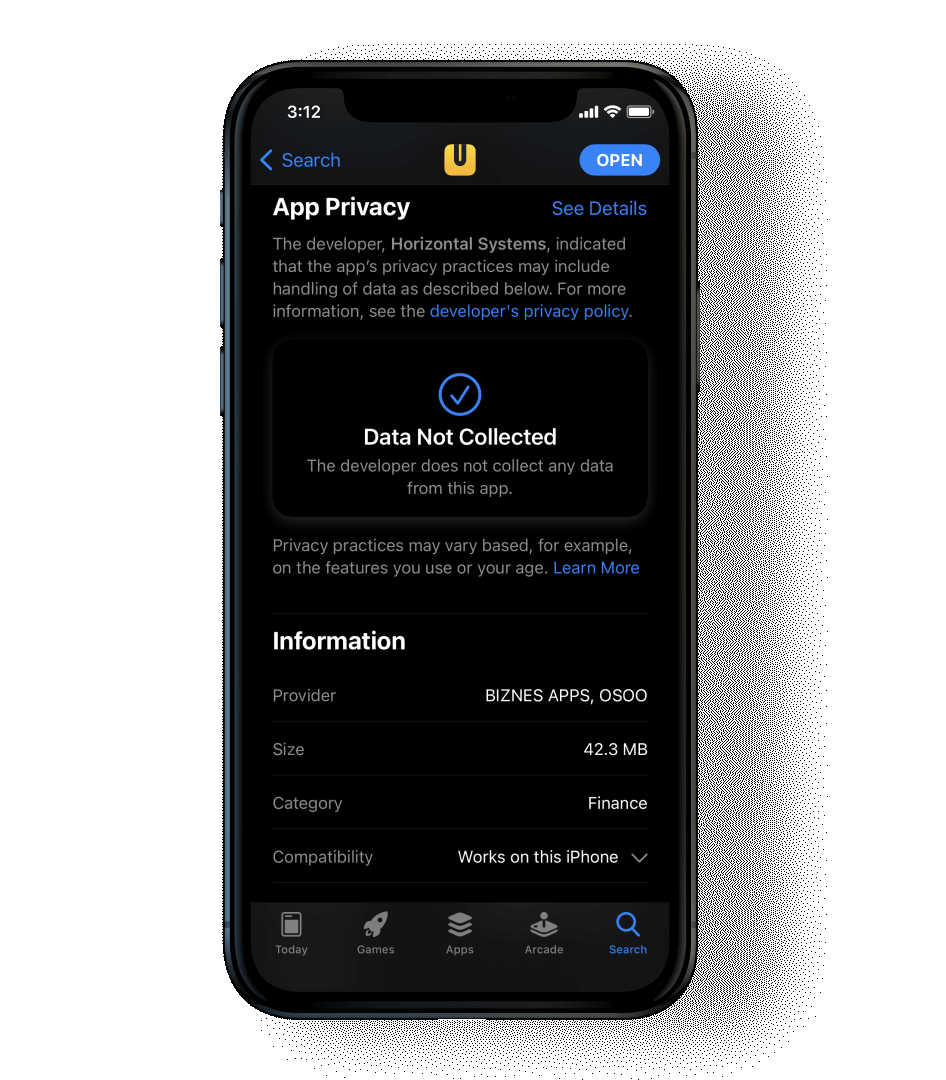 3:12
Search
OPEN
App Privacy
See Details
The developer, Horizontal Systems, indicated
that the app’s privacy practices may include
handling of data as described below. For more
information, see the developer's privacy policy.
Data Not Collected
The developer does not collect any data
from this app.
Privacy practices may vary based, for example,
on the features you use or your age. Learn More
Information
Provider
BIZNES APPS, OSOO
Size
42.3 MB
Category
Finance
Compatibility
Works on this iPhone
Today
Games
Apps
Arcade
Search